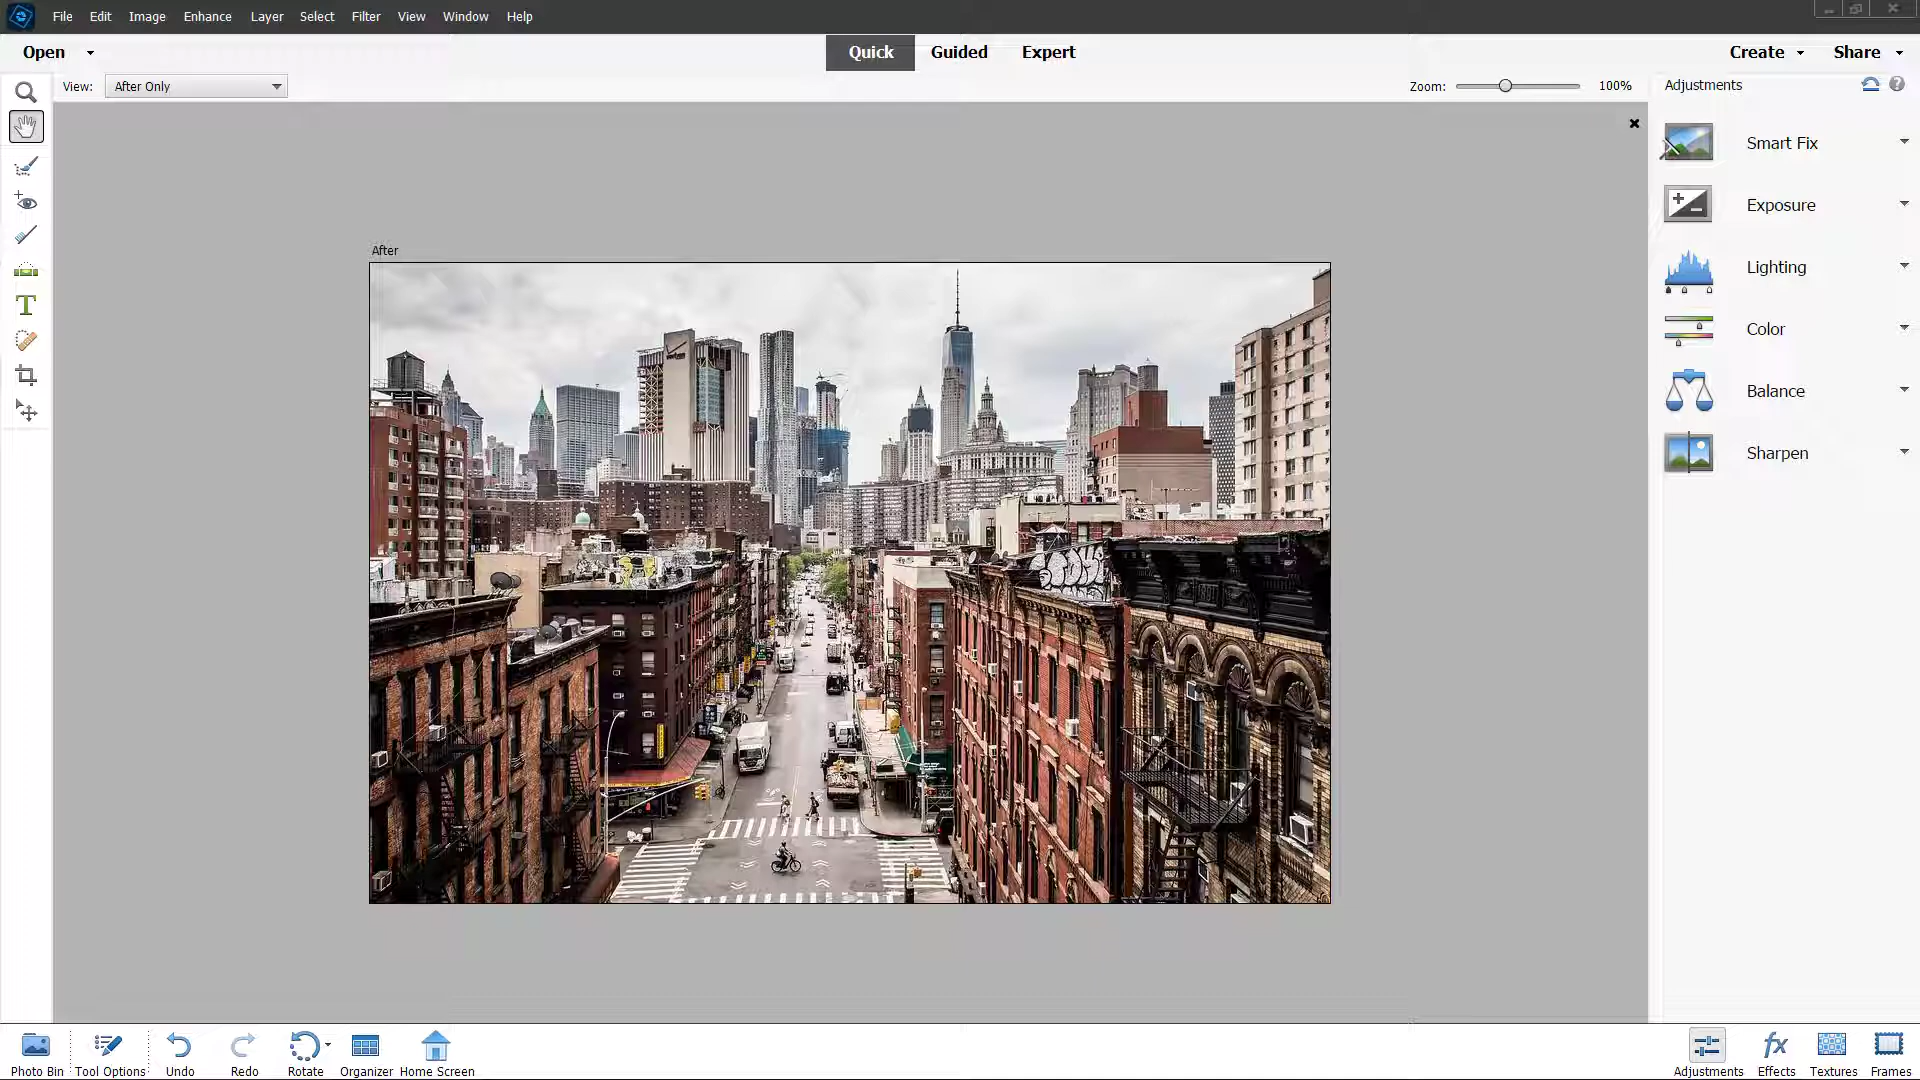 File Edit Image Enhance Layer Select Filter View Window Help
Open Quick Guided Expert Create Share
View: After Only Zoom: 100% Adjustments
Smart Fix
Exposure
Lighting
Color
Balance
Sharpen
After
verizon
T
Photo Bin Tool Options Undo Redo Rotate Organizer Home Screen Adjustments fx Effects Textures Frames